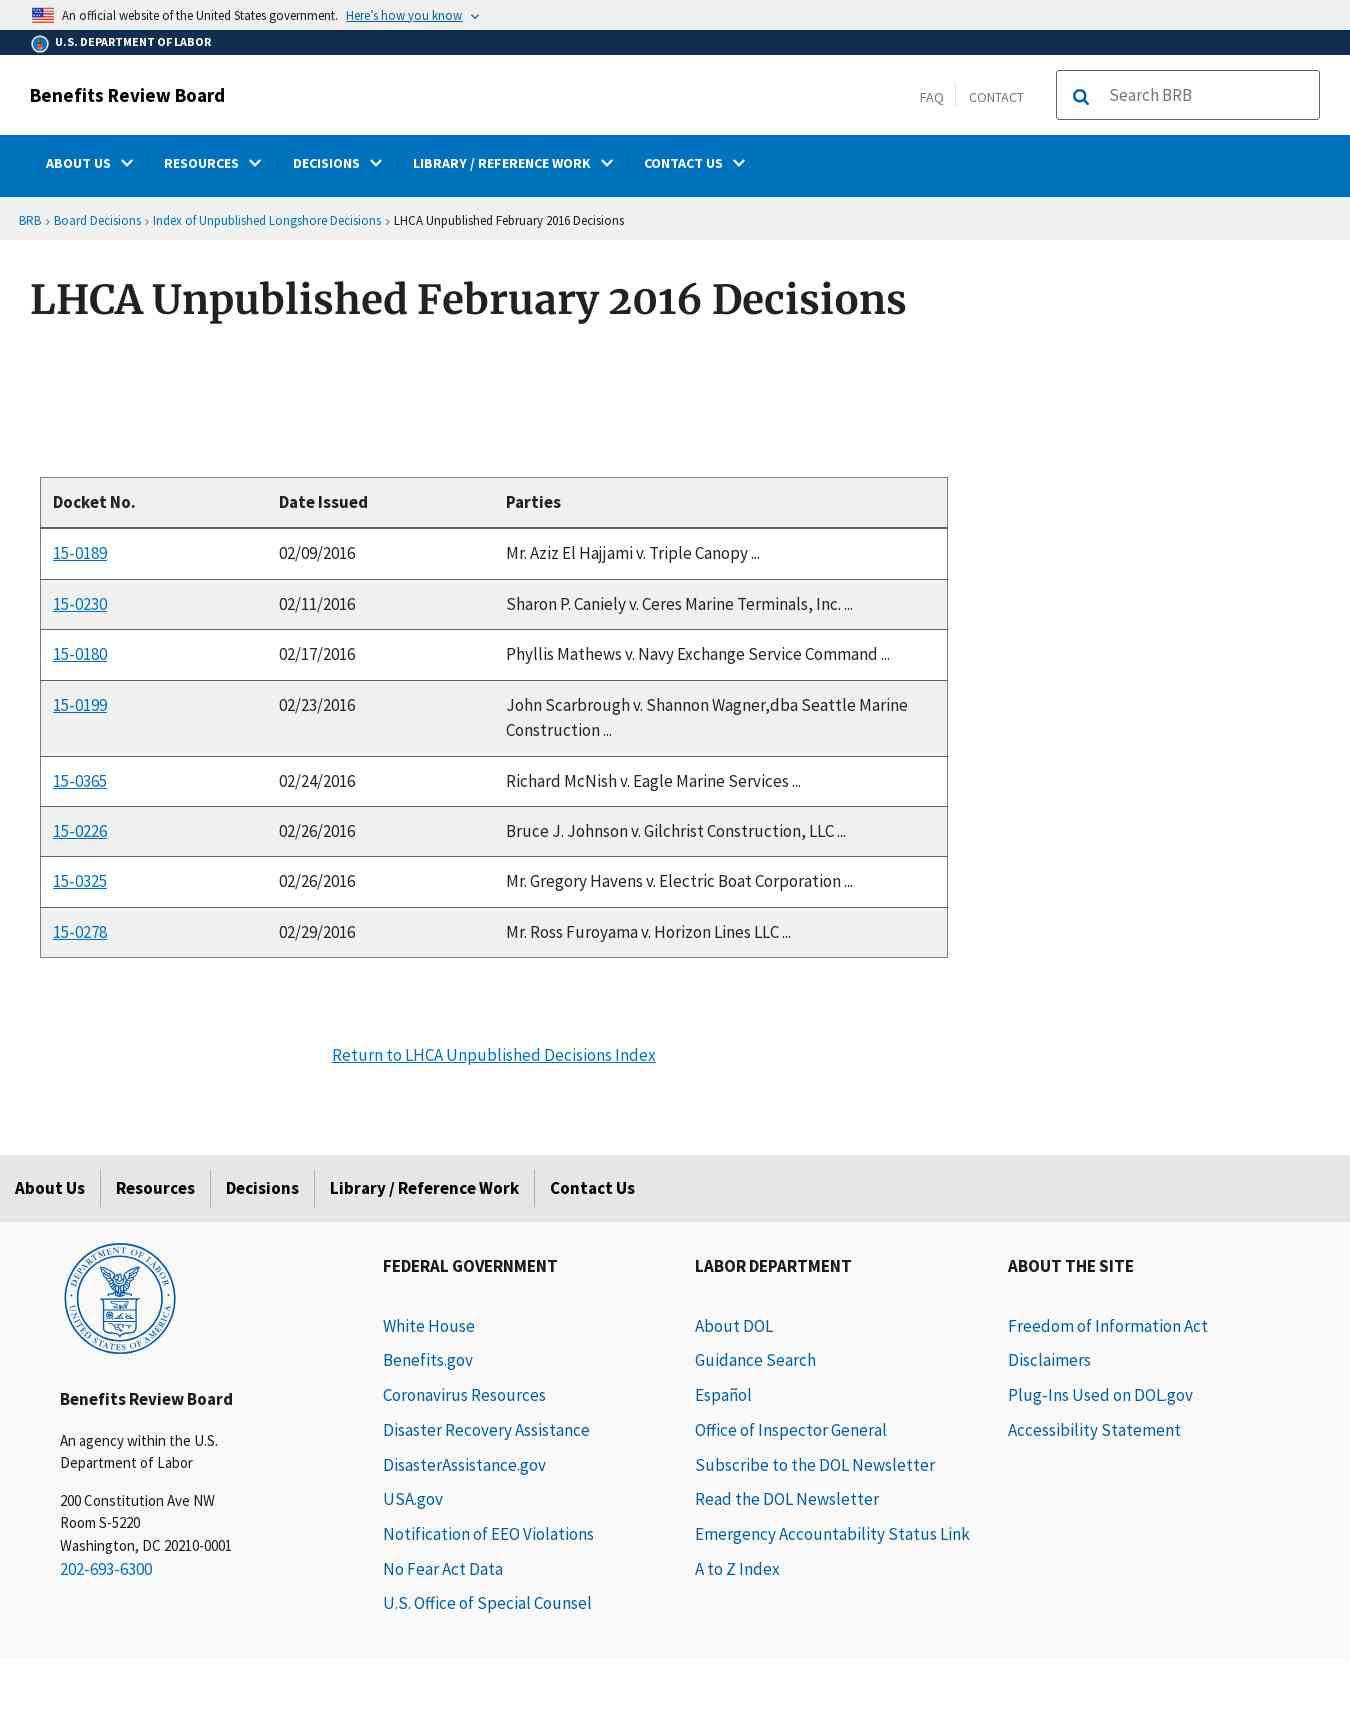 An official website of the United States government. Here's how you know
U.S. DEPARTMENT OF LABOR
Benefits Review Board
FAQ
CONTACT
Search BRB
ABOUT US
RESOURCES
DECISIONS
LIBRARY / REFERENCE WORK
CONTACT US
BRB › Board Decisions › Index of Unpublished Longshore Decisions › LHCA Unpublished February 2016 Decisions
LHCA Unpublished February 2016 Decisions
Docket No. Date Issued Parties
15-0189 02/09/2016 Mr. Aziz El Hajjami v. Triple Canopy ...
15-0230 02/11/2016 Sharon P. Caniely v. Ceres Marine Terminals, Inc. ...
15-0180 02/17/2016 Phyllis Mathews v. Navy Exchange Service Command ...
15-0199 02/23/2016 John Scarbrough v. Shannon Wagner,dba Seattle Marine
Construction ...
15-0365 02/24/2016 Richard McNish v. Eagle Marine Services ...
15-0226 02/26/2016 Bruce J. Johnson v. Gilchrist Construction, LLC ...
15-0325 02/26/2016 Mr. Gregory Havens v. Electric Boat Corporation ...
15-0278 02/29/2016 Mr. Ross Furoyama v. Horizon Lines LLC ...
Return to LHCA Unpublished Decisions Index
About Us
Resources
Decisions
Library / Reference Work
Contact Us
DEPARTMENT OF LABOR
UNITED STATES OF AMERICA
Benefits Review Board
An agency within the U.S.
Department of Labor
200 Constitution Ave NW
Room S-5220
Washington, DC 20210-0001
202-693-6300
FEDERAL GOVERNMENT
White House
Benefits.gov
Coronavirus Resources
Disaster Recovery Assistance
DisasterAssistance.gov
USA.gov
Notification of EEO Violations
No Fear Act Data
U.S. Office of Special Counsel
LABOR DEPARTMENT
About DOL
Guidance Search
Español
Office of Inspector General
Subscribe to the DOL Newsletter
Read the DOL Newsletter
Emergency Accountability Status Link
A to Z Index
ABOUT THE SITE
Freedom of Information Act
Disclaimers
Plug-Ins Used on DOL.gov
Accessibility Statement